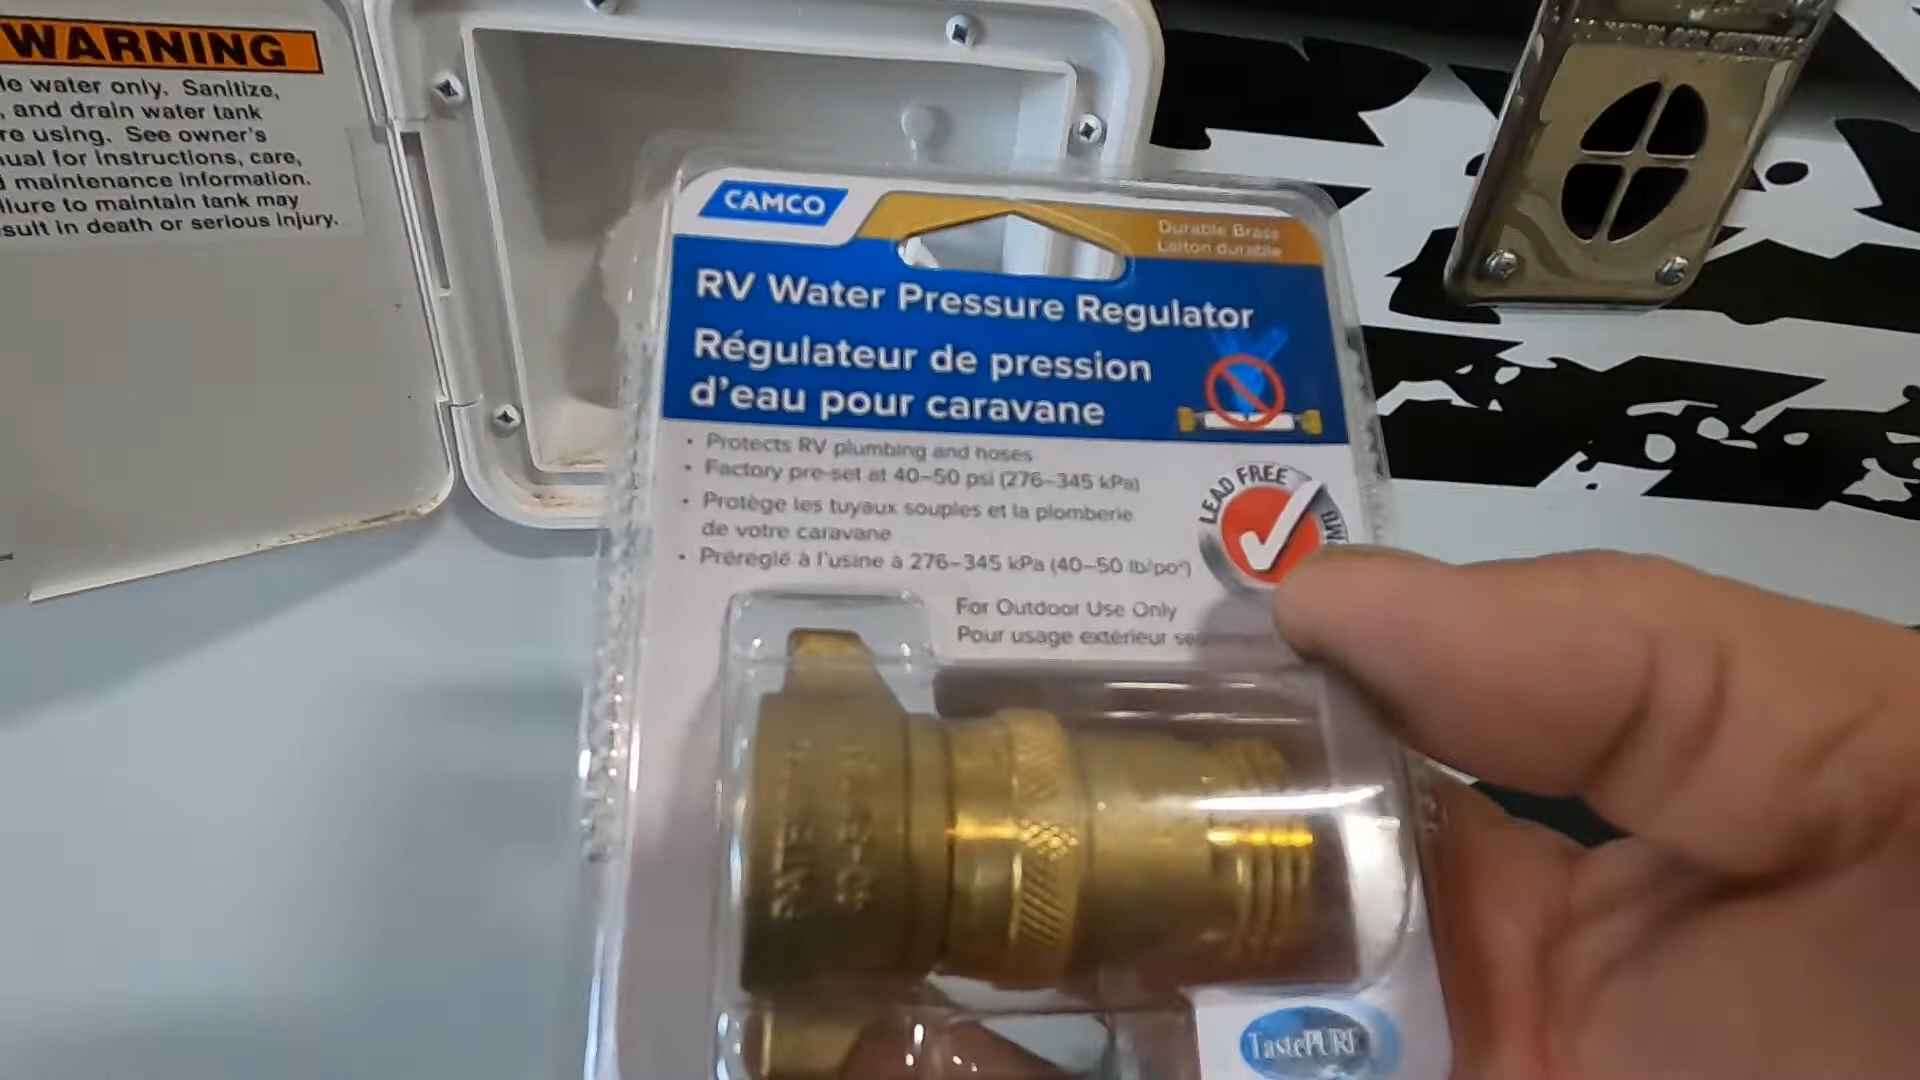 WARNING
le water only. Sanitize,
, and drain water tank
re using. See owner's
ual for instructions, care,
maintenance information.
ilure to maintain tank may
sult in death or serious injury.
CAMCO
Durable Brass
Laiton durable
RV Water Pressure Regulator
Régulateur de pression
d'eau pour caravane
• Protects RV plumbing and hoses
• Factory pre-set at 40–50 psi (276–345 kPa)
• Protège les tuyaux souples et la plomberie
de votre caravane
• Préréglé à l'usine à 276–345 kPa (40–50 lb/po²)
LEAD FREE
For Outdoor Use Only
Pour usage extérieur
TastePURE